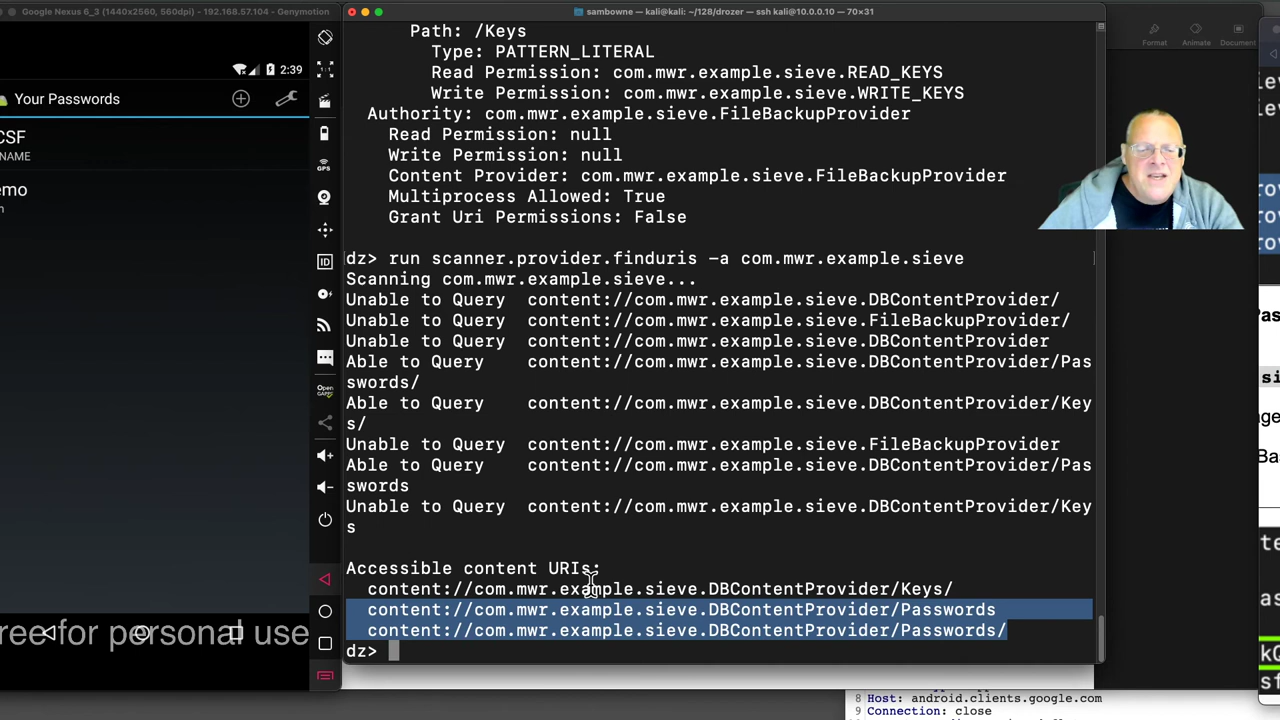 Google Nexus 6_3 (1440x2560, 560dpi) - 192.168.57.104 - Genymotion
sambowne — kali@kali: ~/128/drozer — ssh kali@10.0.0.10 — 70×31
2:39
Your Passwords
CSF
NAME
emo
GPS
ID
Open
GAPPS
ree for personal use
Path: /Keys
Type: PATTERN_LITERAL
Read Permission: com.mwr.example.sieve.READ_KEYS
Write Permission: com.mwr.example.sieve.WRITE_KEYS
Authority: com.mwr.example.sieve.FileBackupProvider
Read Permission: null
Write Permission: null
Content Provider: com.mwr.example.sieve.FileBackupProvider
Multiprocess Allowed: True
Grant Uri Permissions: False
dz> run scanner.provider.finduris -a com.mwr.example.sieve
Scanning com.mwr.example.sieve...
Unable to Query  content://com.mwr.example.sieve.DBContentProvider/
Unable to Query  content://com.mwr.example.sieve.FileBackupProvider/
Unable to Query  content://com.mwr.example.sieve.DBContentProvider
Able to Query    content://com.mwr.example.sieve.DBContentProvider/Pas
swords/
Able to Query    content://com.mwr.example.sieve.DBContentProvider/Key
s/
Unable to Query  content://com.mwr.example.sieve.FileBackupProvider
Able to Query    content://com.mwr.example.sieve.DBContentProvider/Pas
swords
Unable to Query  content://com.mwr.example.sieve.DBContentProvider/Key
s
Accessible content URIs:
content://com.mwr.example.sieve.DBContentProvider/Keys/
content://com.mwr.example.sieve.DBContentProvider/Passwords
content://com.mwr.example.sieve.DBContentProvider/Passwords/
dz>
Format
Animate
Document
8 Host: android.clients.google.com
9 Connection: close